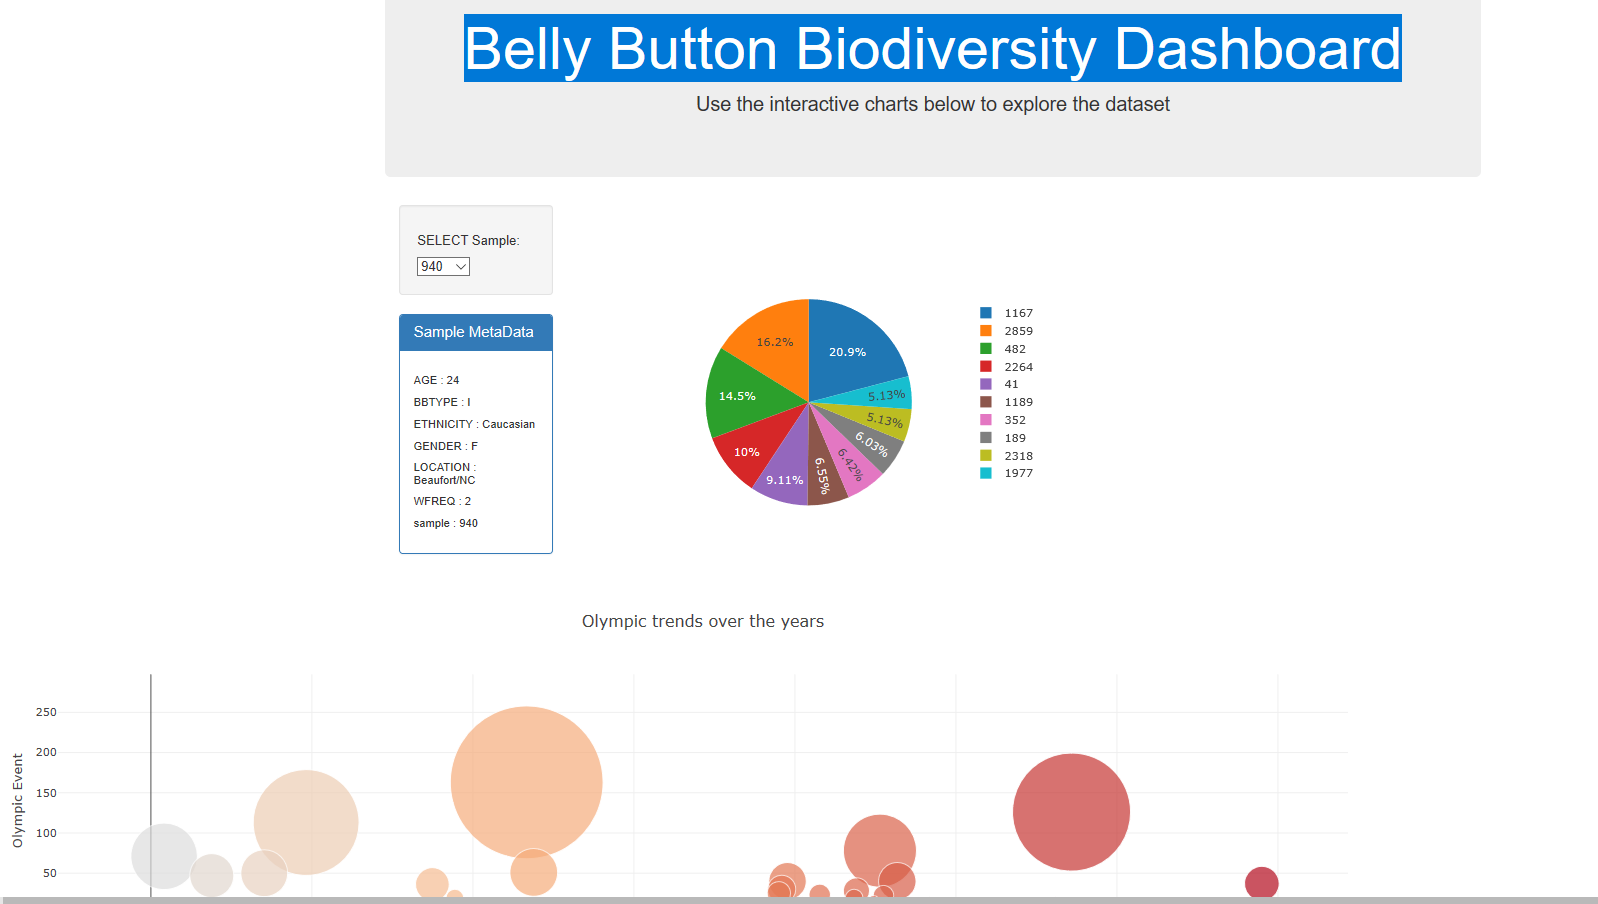 Belly Button Biodiversity Dashboard
Use the interactive charts below to explore the dataset
SELECT Sample:
940
Sample MetaData
AGE : 24
BBTYPE : I
ETHNICITY : Caucasian
GENDER : F
LOCATION :
Beaufort/NC
WFREQ : 2
sample : 940
20.9%
16.2%
14.5%
10%
9.11%
6.55%
6.42%
6.03%
5.13%
5.13%
1167
2859
482
2264
41
1189
352
189
2318
1977
Olympic trends over the years
Olympic Event
250
200
150
100
50